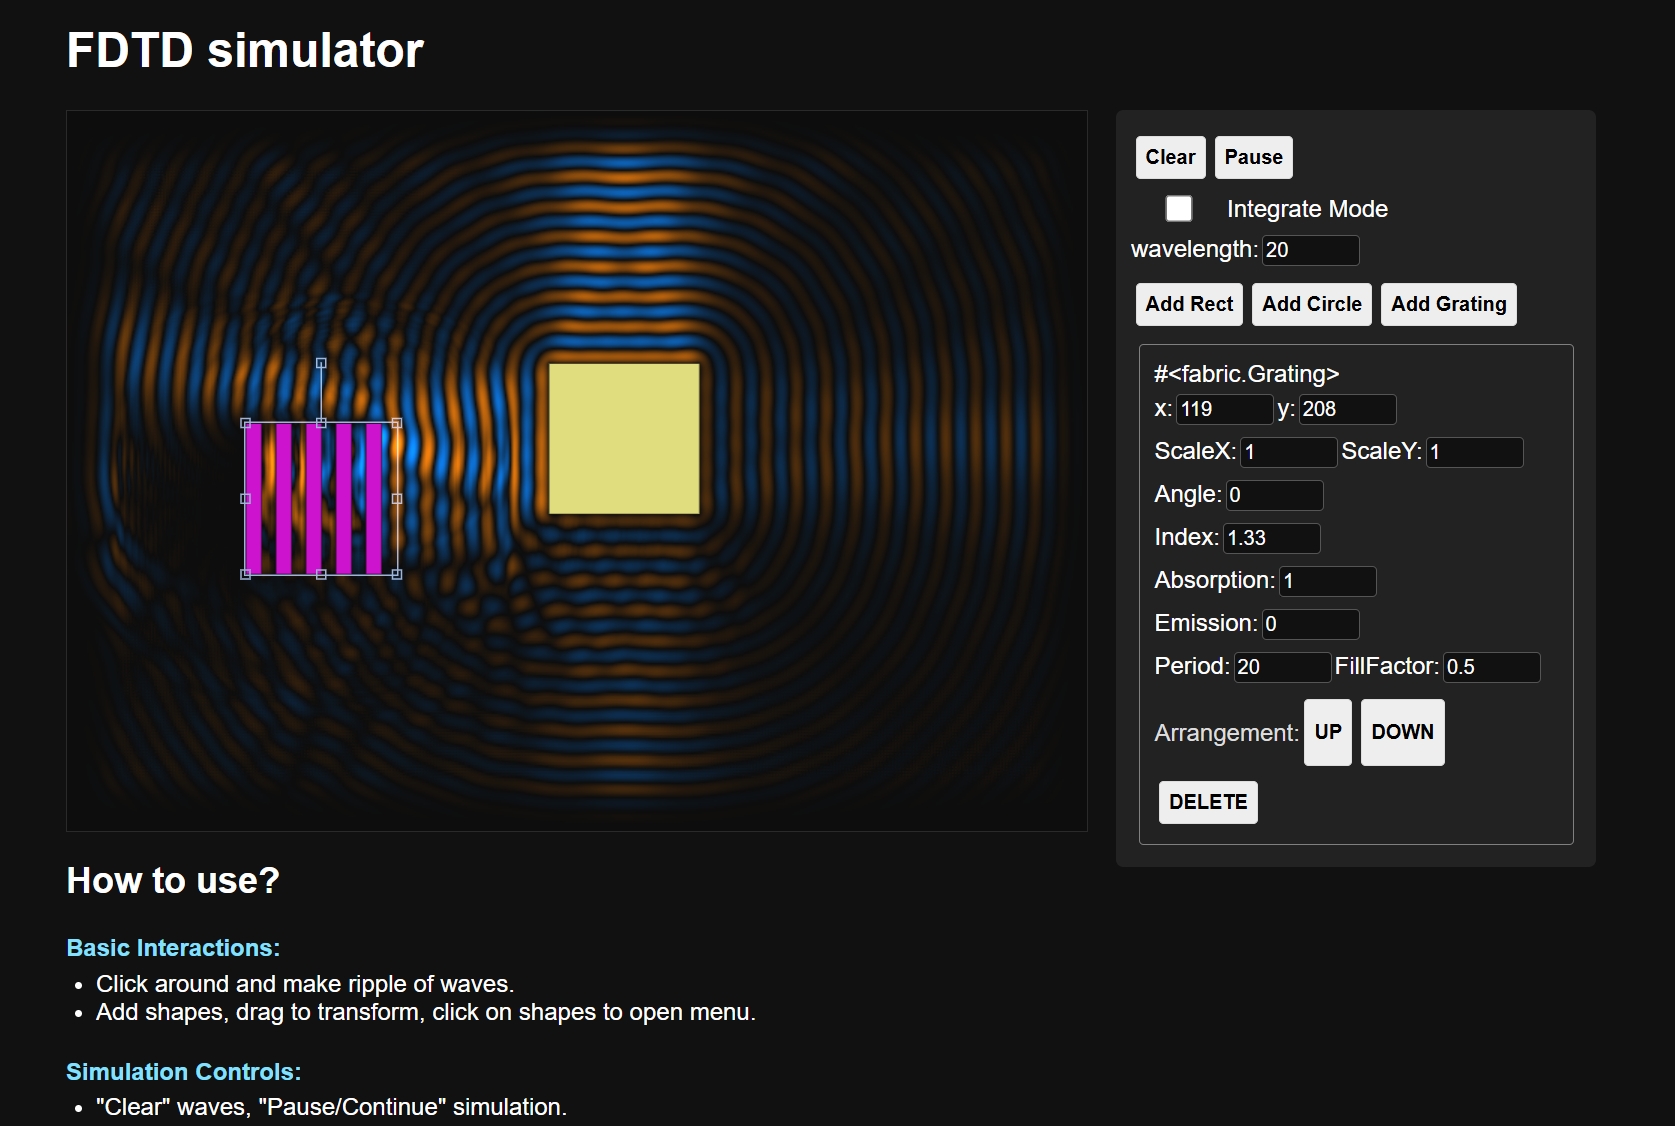 FDTD simulator
Clear Pause
Integrate Mode
wavelength: 20
Add Rect Add Circle Add Grating
#<fabric.Grating>
x: 119 y: 208
ScaleX: 1 ScaleY: 1
Angle: 0
Index: 1.33
Absorption: 1
Emission: 0
Period: 20 FillFactor: 0.5
Arrangement: UP DOWN
DELETE
How to use?
Basic Interactions:
• Click around and make ripple of waves.
• Add shapes, drag to transform, click on shapes to open menu.
Simulation Controls:
• "Clear" waves, "Pause/Continue" simulation.